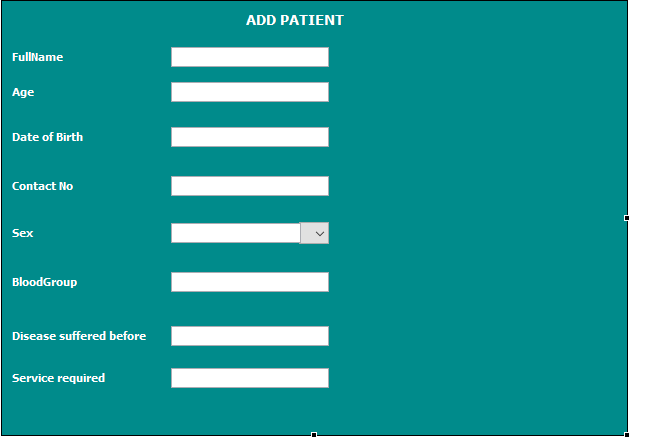 ADD PATIENT
FullName
Age
Date of Birth
Contact No
Sex
BloodGroup
Disease suffered before
Service required